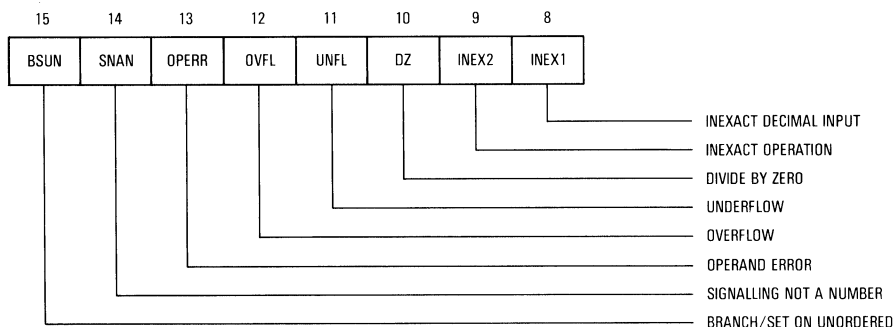 15 14 13 12 11 10 9 8
BSUN SNAN OPERR OVFL UNFL DZ INEX2 INEX1
INEXACT DECIMAL INPUT
INEXACT OPERATION
DIVIDE BY ZERO
UNDERFLOW
OVERFLOW
OPERAND ERROR
SIGNALLING NOT A NUMBER
BRANCH/SET ON UNORDERED